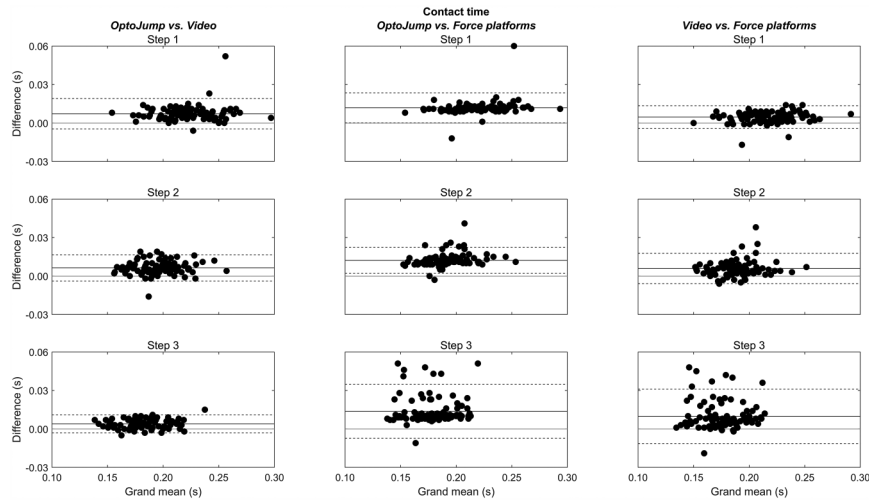 Contact time
OptoJump vs. Video
OptoJump vs. Force platforms
Video vs. Force platforms
Step 1
Step 1
Step 1
Difference (s)
0.06
0.03
0.00
-0.03
Step 2
Step 2
Step 2
Difference (s)
0.06
0.03
0.00
-0.03
Step 3
Step 3
Step 3
Difference (s)
0.06
0.03
0.00
-0.03
0.10 0.15 0.20 0.25 0.30
0.10 0.15 0.20 0.25 0.30
0.10 0.15 0.20 0.25 0.30
Grand mean (s)
Grand mean (s)
Grand mean (s)